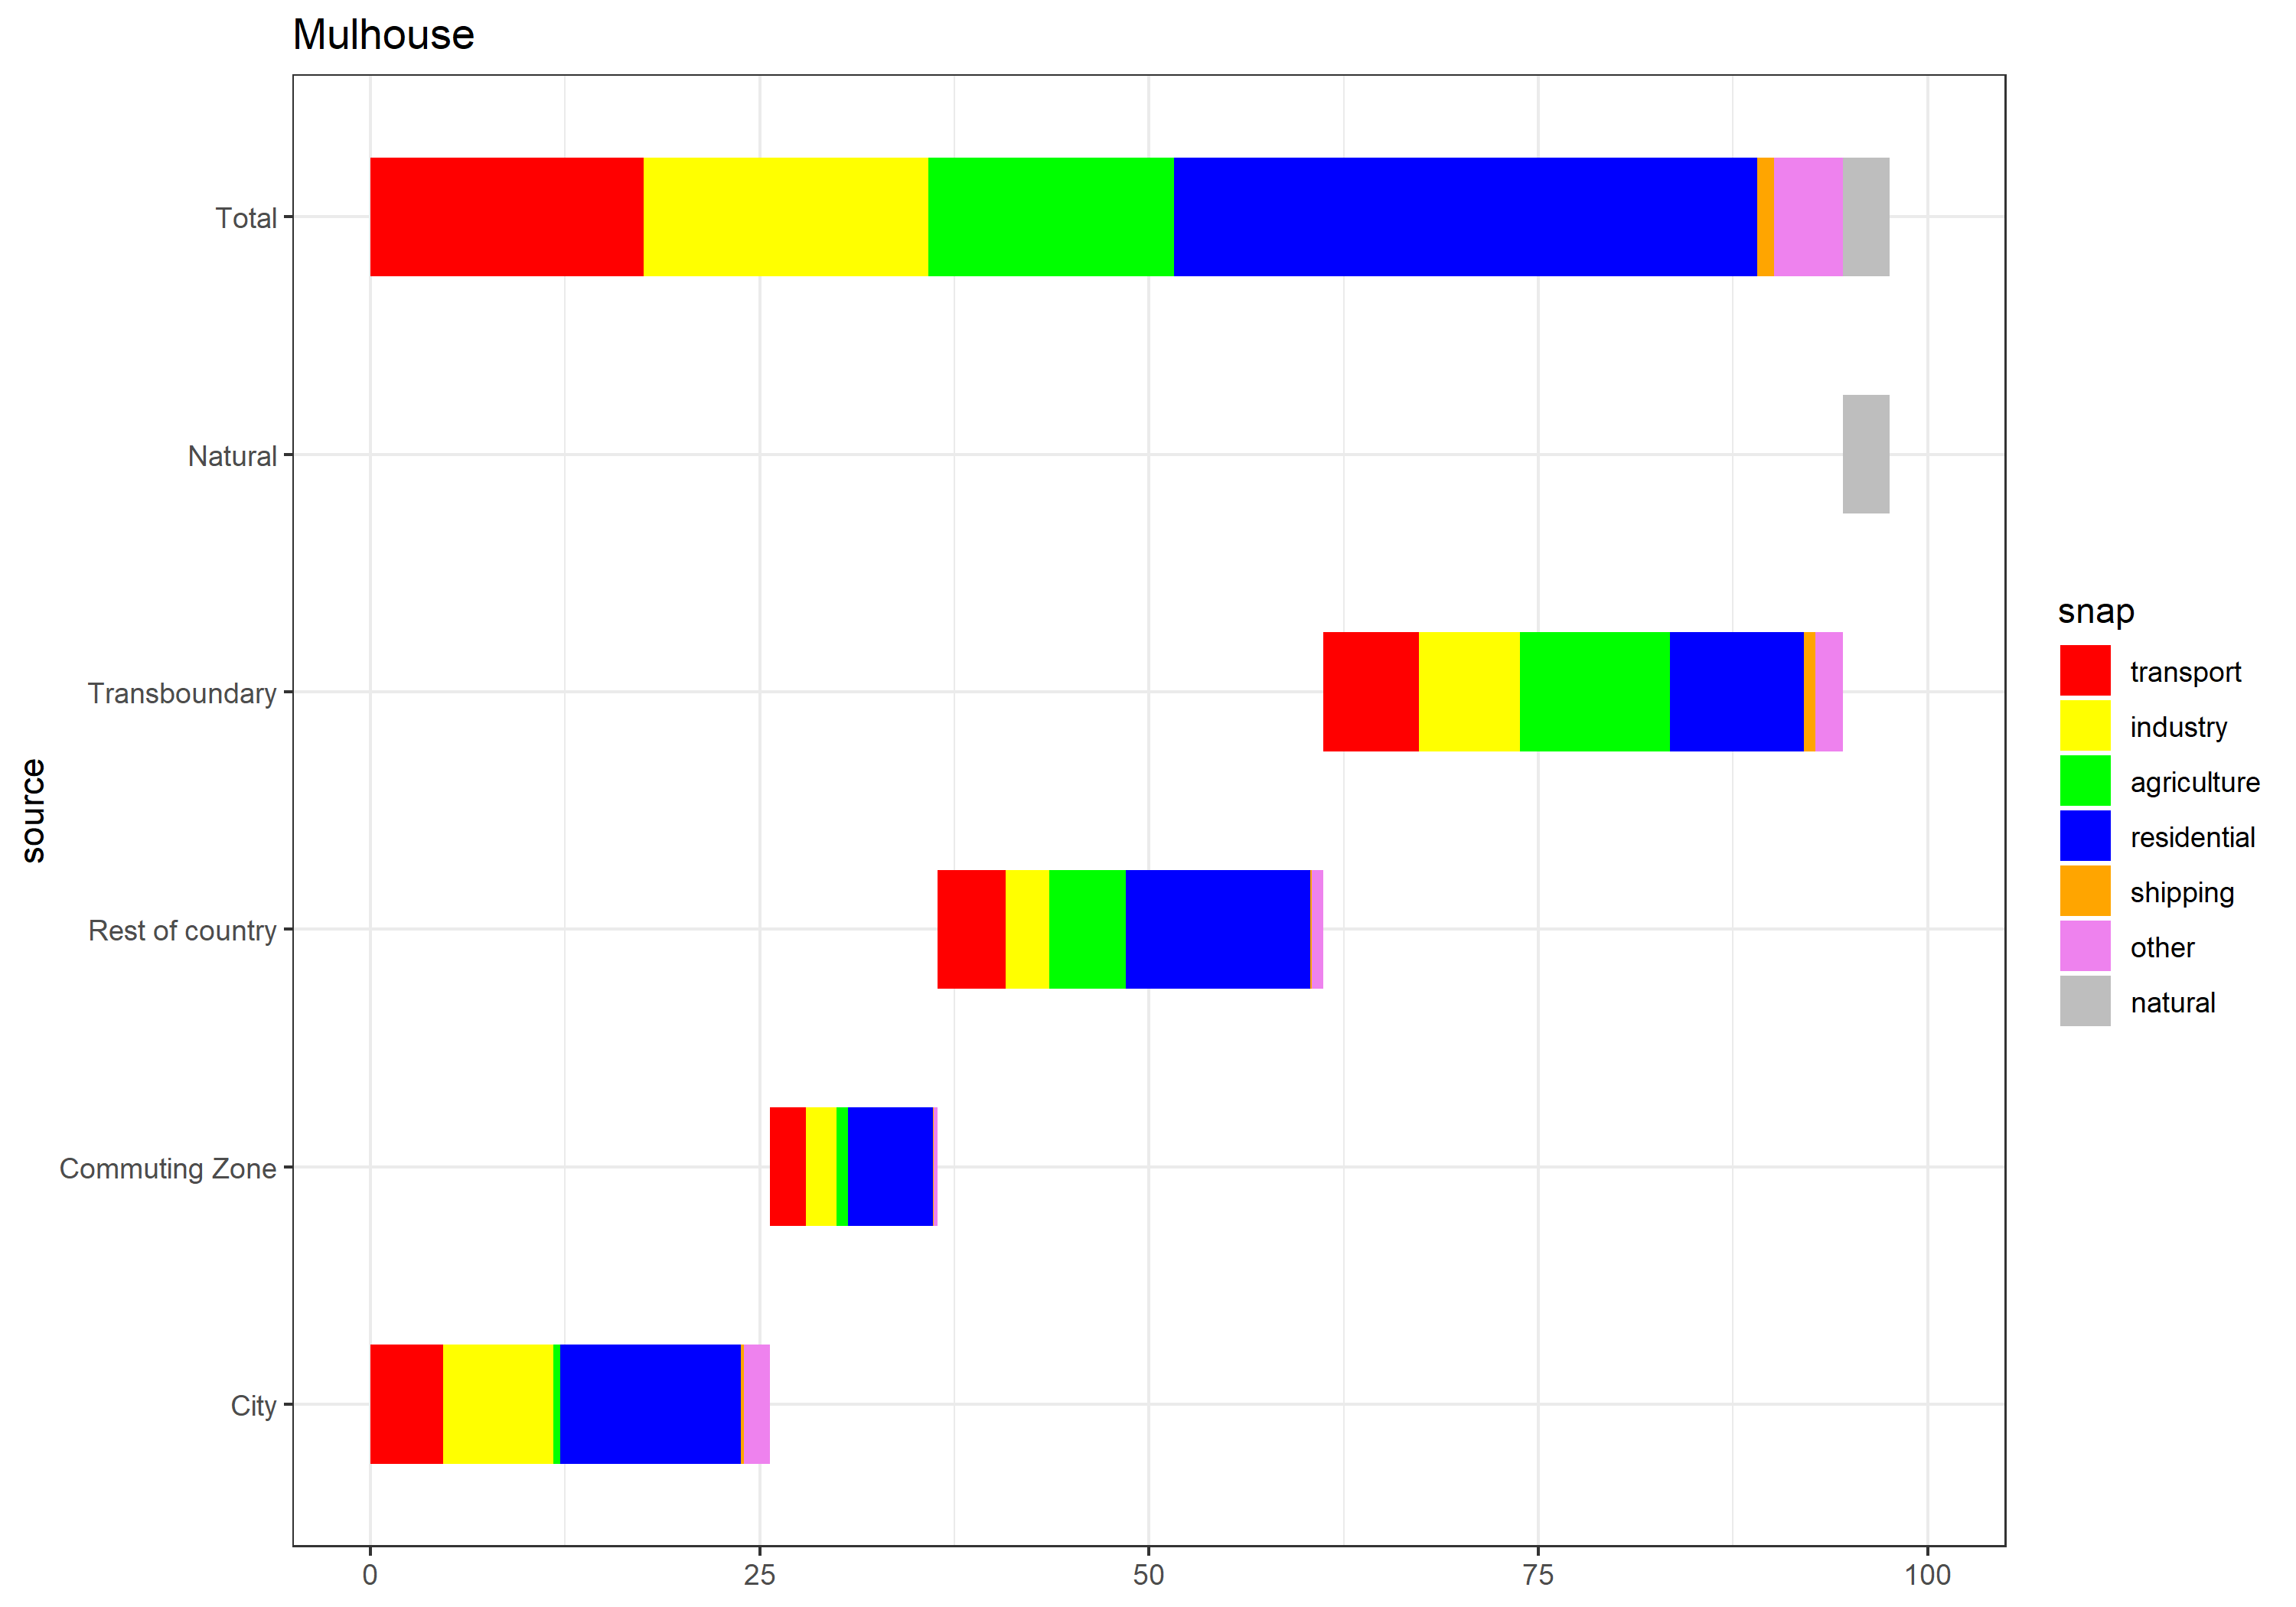 Mulhouse
source
Total
Natural
Transboundary
Rest of country
Commuting Zone
City
0 25 50 75 100
snap
transport
industry
agriculture
residential
shipping
other
natural